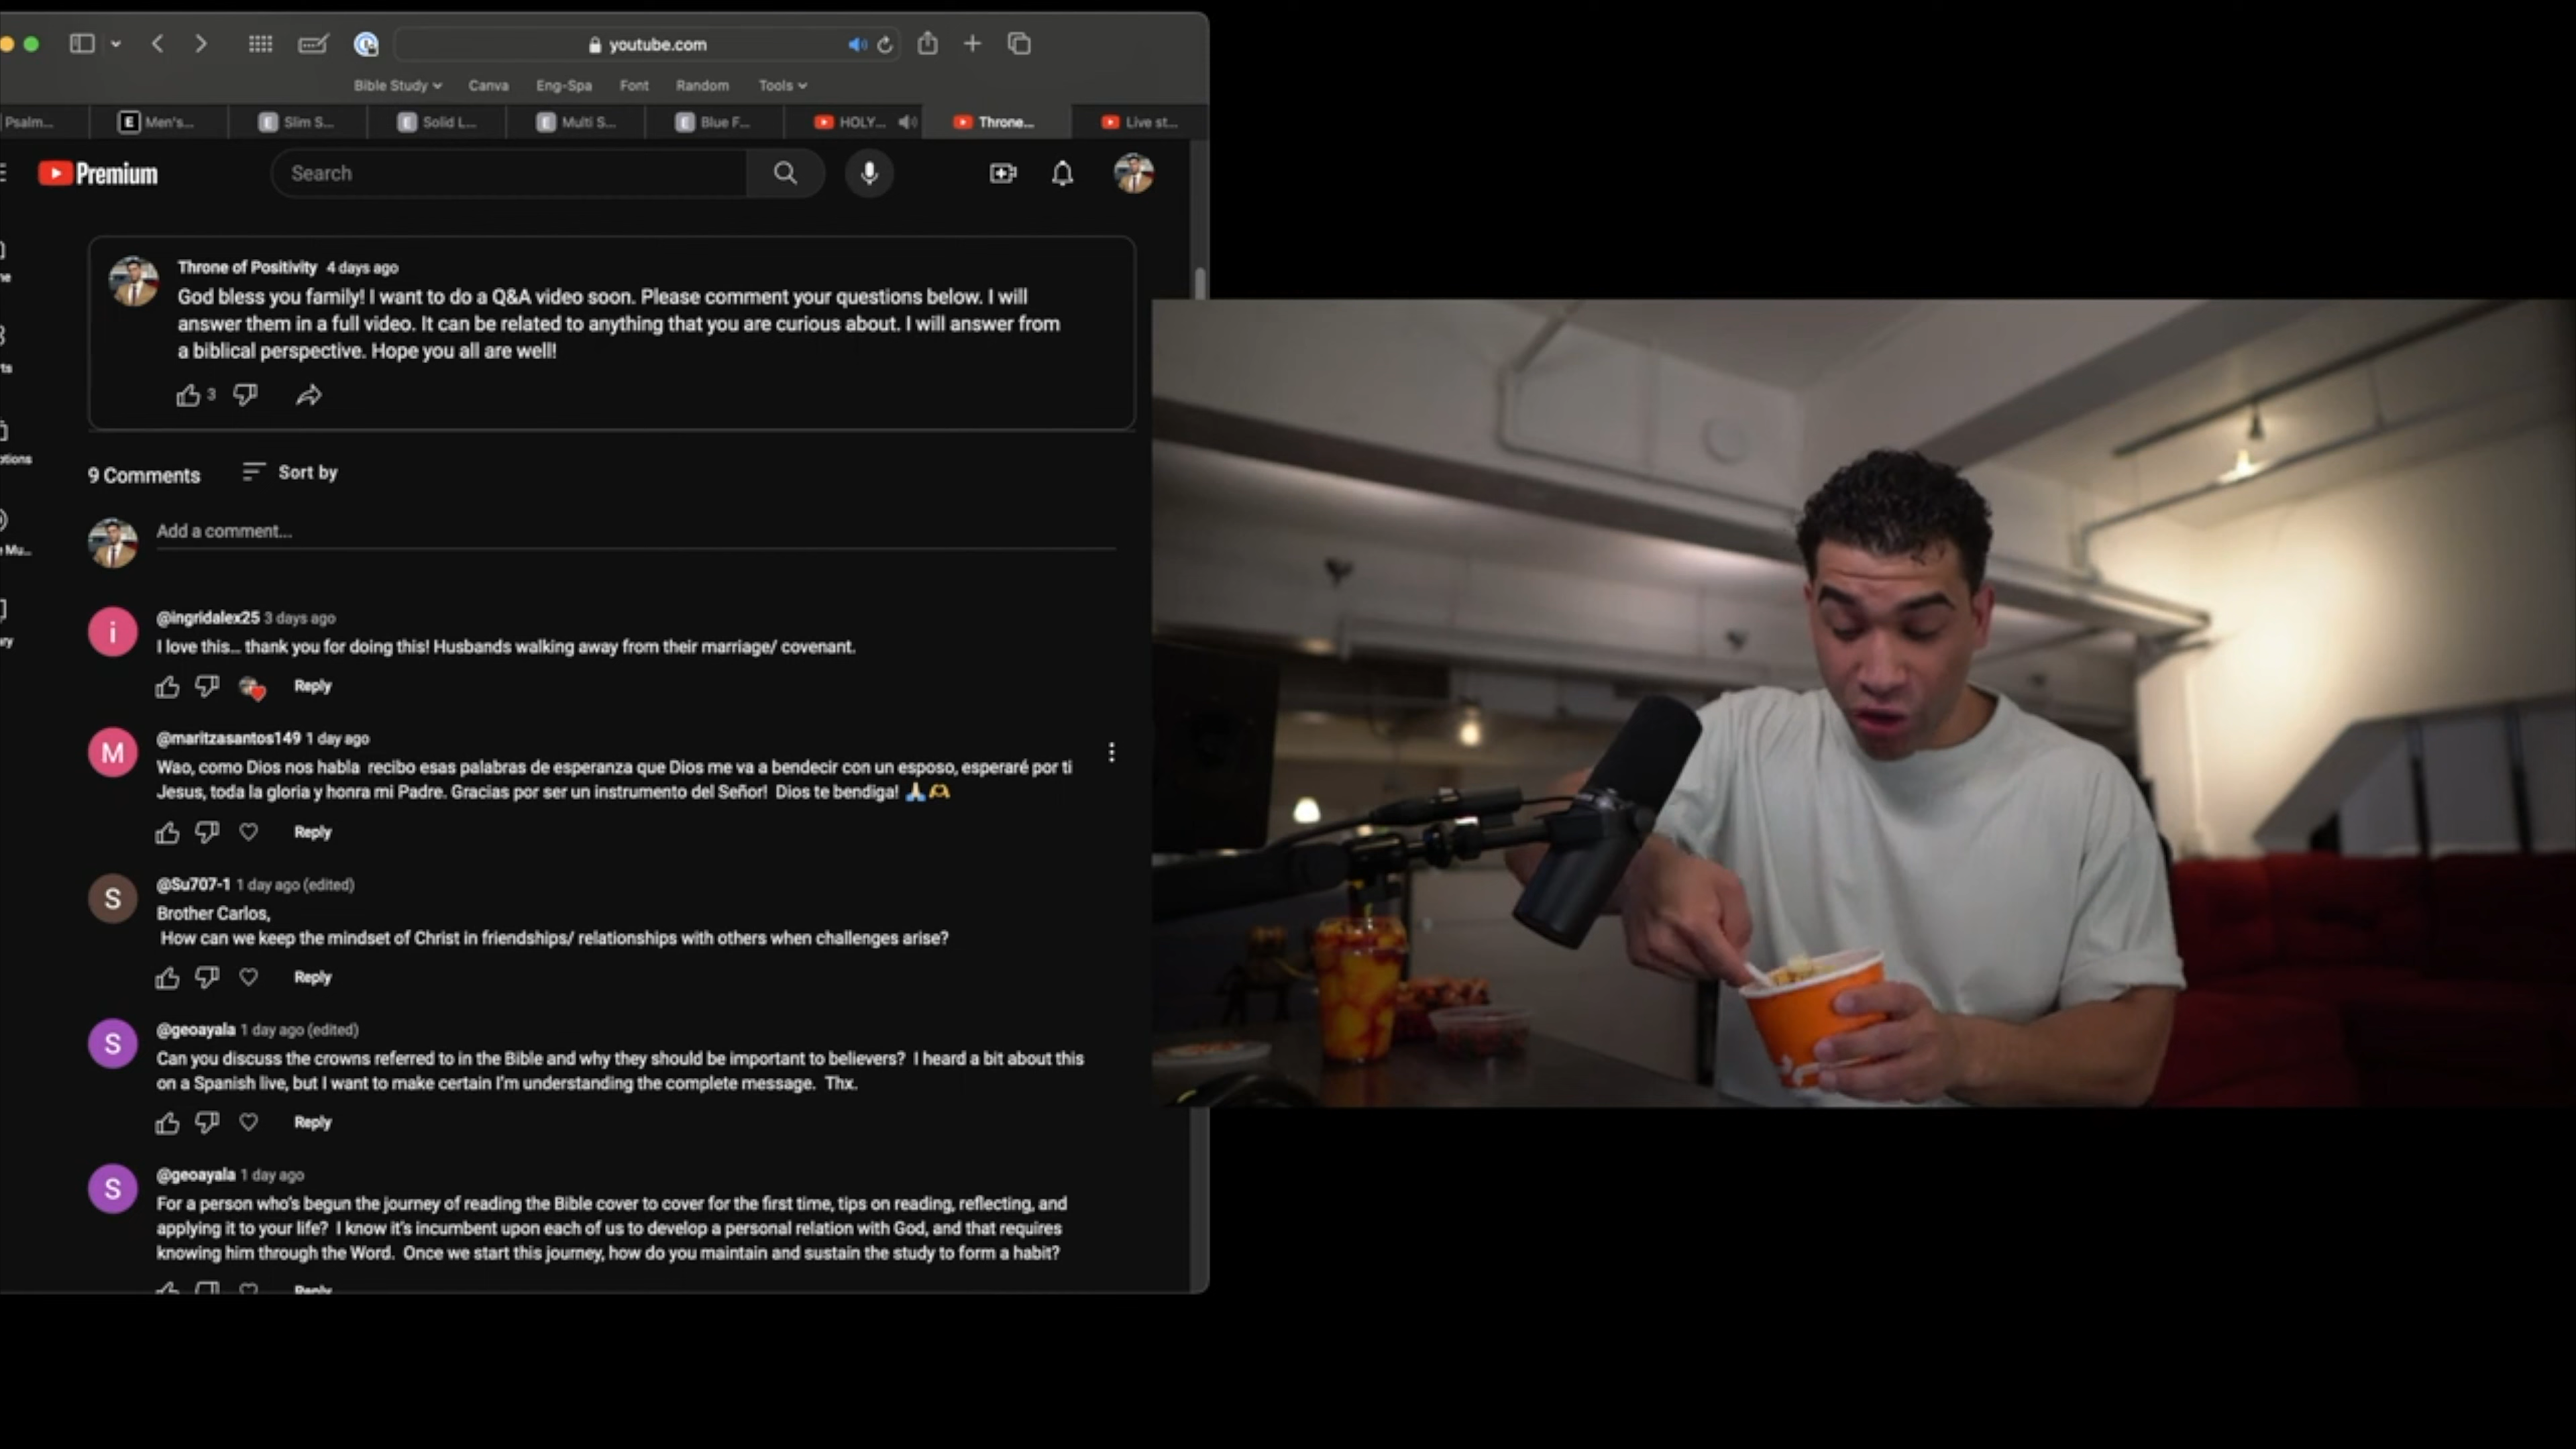 youtube.com
Bible Study Canva Eng-Spa Font Random Tools
Psalm... Men's... Slim S... Solid L... Multi S... Blue F... HOLY... Throne... Live st...
Premium Search
Throne of Positivity 4 days ago
God bless you family! I want to do a Q&A video soon. Please comment your questions below. I will
answer them in a full video. It can be related to anything that you are curious about. I will answer from
a biblical perspective. Hope you all are well!
3
9 Comments Sort by
Add a comment...
i
@ingridalex25 3 days ago
I love this... thank you for doing this! Husbands walking away from their marriage/ covenant.
Reply
M
@maritzasantos149 1 day ago
Wao, como Dios nos habla recibo esas palabras de esperanza que Dios me va a bendecir con un esposo, esperaré por ti
Jesus, toda la gloria y honra mi Padre. Gracias por ser un instrumento del Señor! Dios te bendiga! 🙏🫶
Reply
S
@Su707-1 1 day ago (edited)
Brother Carlos,
How can we keep the mindset of Christ in friendships/ relationships with others when challenges arise?
Reply
S
@geoayala 1 day ago (edited)
Can you discuss the crowns referred to in the Bible and why they should be important to believers? I heard a bit about this
on a Spanish live, but I want to make certain I'm understanding the complete message. Thx.
Reply
S
@geoayala 1 day ago
For a person who's begun the journey of reading the Bible cover to cover for the first time, tips on reading, reflecting, and
applying it to your life? I know it's incumbent upon each of us to develop a personal relation with God, and that requires
knowing him through the Word. Once we start this journey, how do you maintain and sustain the study to form a habit?
Reply